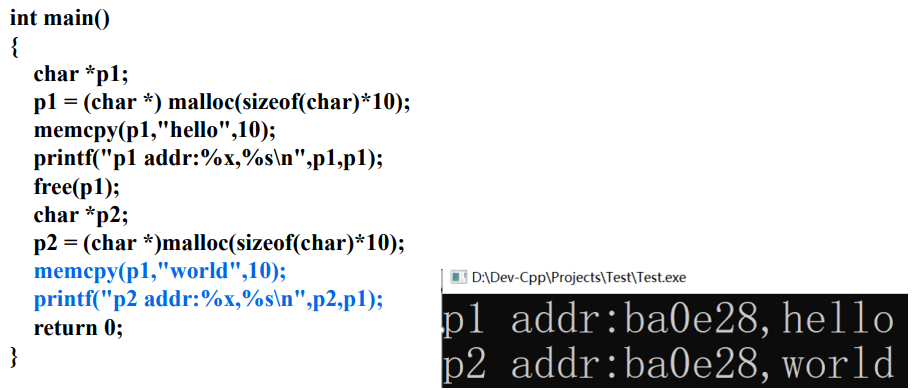 int main()
{
char *p1;
p1 = (char *) malloc(sizeof(char)*10);
memcpy(p1,"hello",10);
printf("p1 addr:%x,%s\n",p1,p1);
free(p1);
char *p2;
p2 = (char *)malloc(sizeof(char)*10);
memcpy(p1,"world",10);
printf("p2 addr:%x,%s\n",p2,p1);
return 0;
}
D:\Dev-Cpp\Projects\Test\Test.exe
p1 addr:ba0e28,hello
p2 addr:ba0e28,world